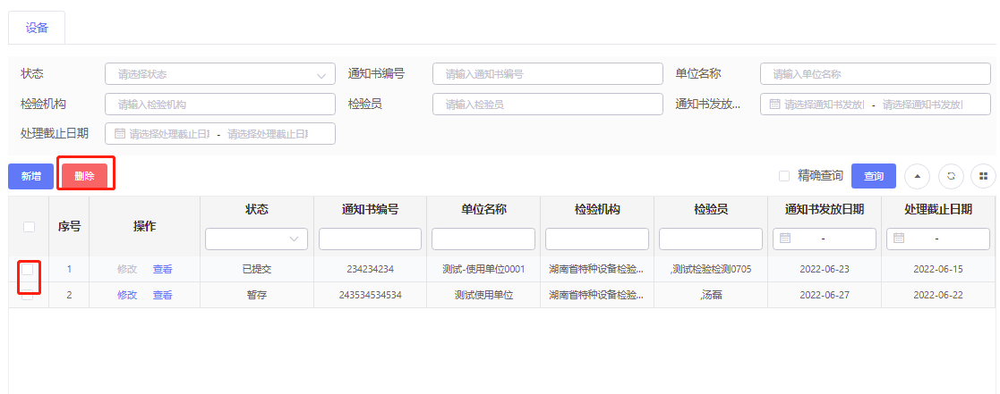 设备
状态 请选择状态 通知书编号 请输入通知书编号 单位名称 请输入单位名称
检验机构 请输入检验机构 检验员 请输入检验员 通知书发放... 请选择通知书发放 - 请选择通知书发放
处理截止日期 请选择处理截止日 - 请选择处理截止日
新增 删除 精确查询 查询
序号 操作 状态 通知书编号 单位名称 检验机构 检验员 通知书发放日期 处理截止日期
- -
1 修改 查看 已提交 234234234 测试-使用单位0001 湖南省特种设备检验... ,测试检验检测0705 2022-06-23 2022-06-15
2 修改 查看 暂存 243534534534 测试使用单位 湖南省特种设备检验... ,汤磊 2022-06-27 2022-06-22